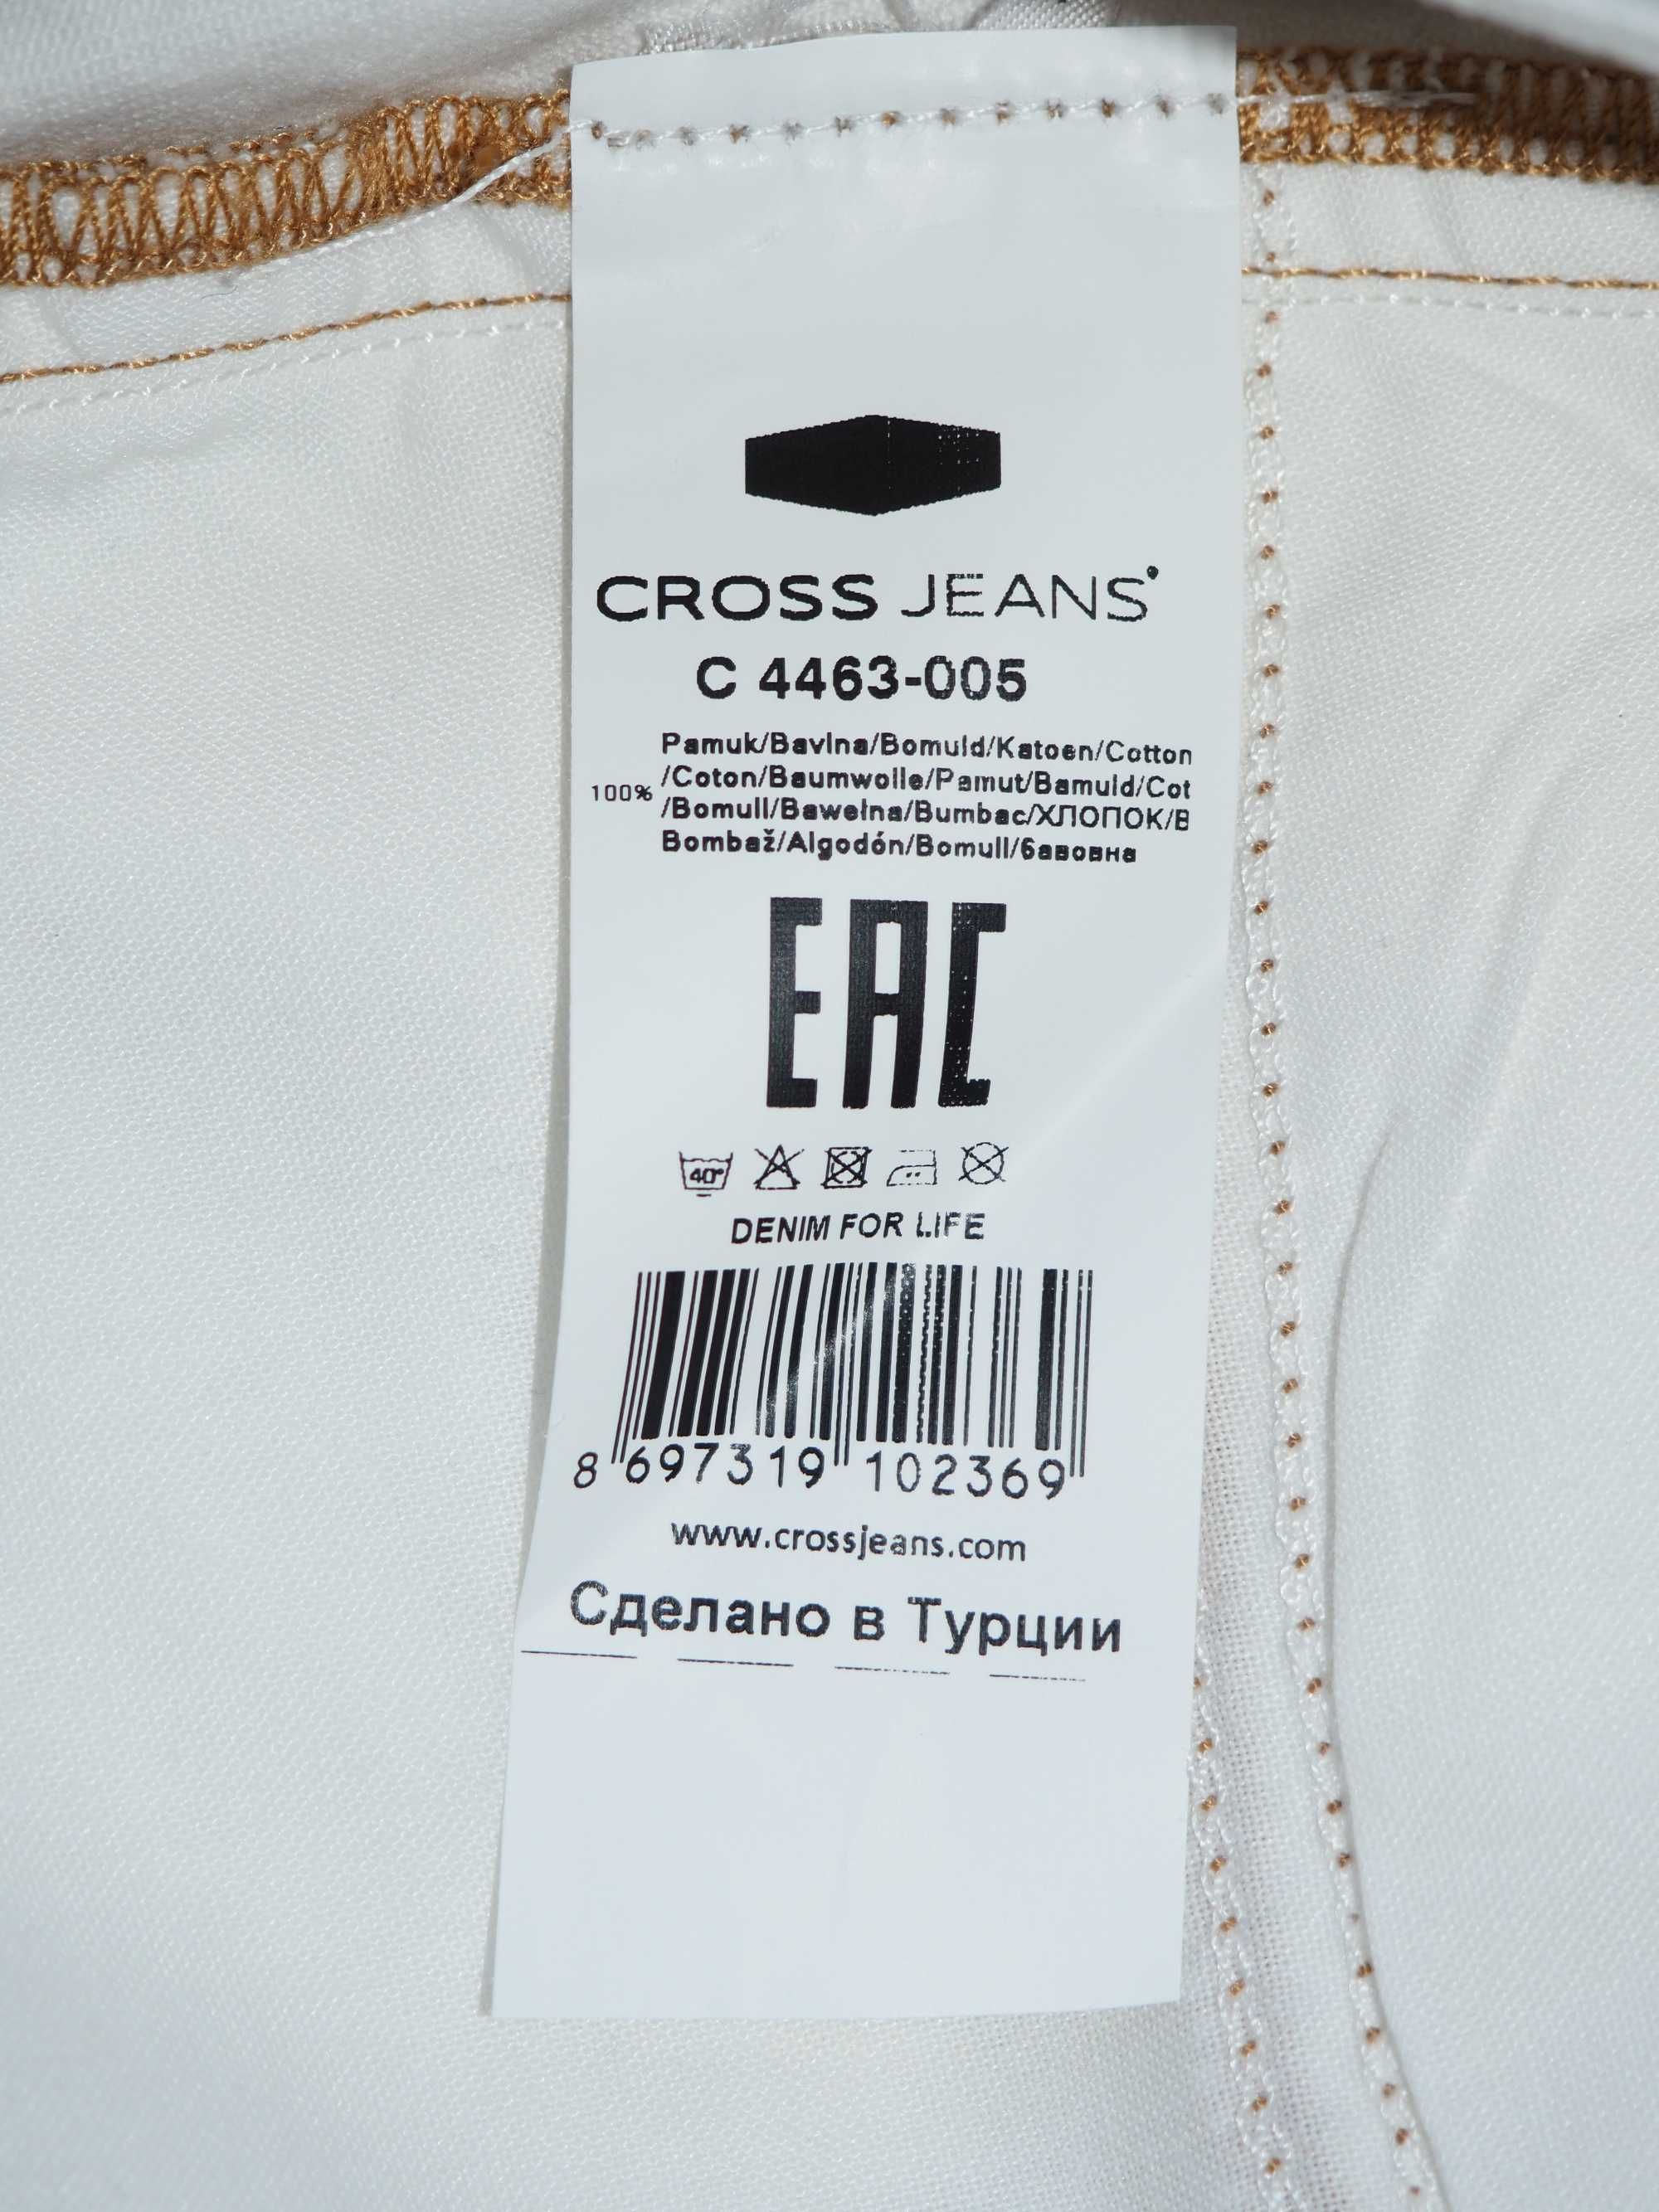 CROSS JEANS
C 4463-005
Pamuk/Bavlna/Bomuld/Katoen/Cotton
/Coton/Baumwolle/Pamut/Bamuld/Cot
100%
/Bomull/Bawełna/Bumbac/ХЛОПОК/B
Bombaž/Algodón/Bomull/бавовна
EAC
40°
DENIM FOR LIFE
8 697319 102369
www.crossjeans.com
Сделано в Турции